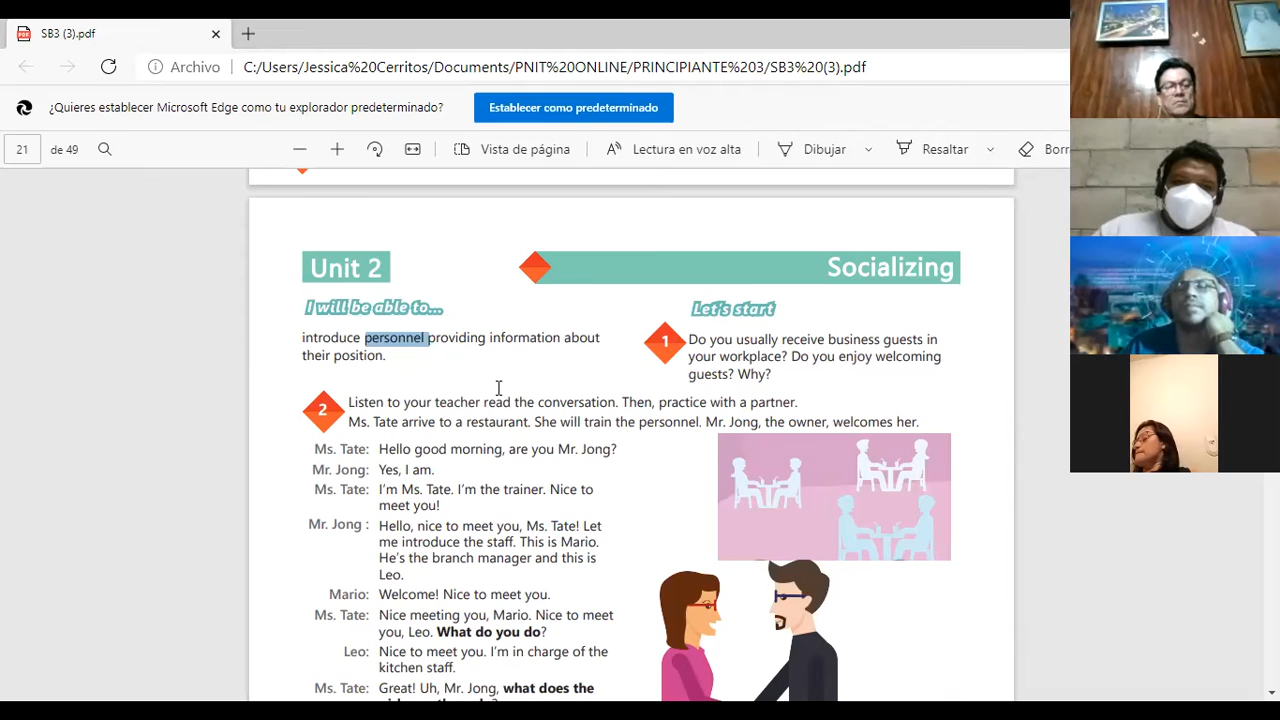 SB3 (3).pdf
Archivo C:/Users/Jessica%20Cerritos/Documents/PNIT%20ONLINE/PRINCIPIANTE%203/SB3%20(3).pdf
¿Quieres establecer Microsoft Edge como tu explorador predeterminado? Establecer como predeterminado
21 de 49 Vista de página Lectura en voz alta Dibujar Resaltar Borr
Unit 2 Socializing
I will be able to...
introduce personnel providing information about
their position.
Let's start
1 Do you usually receive business guests in
your workplace? Do you enjoy welcoming
guests? Why?
2 Listen to your teacher read the conversation. Then, practice with a partner.
Ms. Tate arrive to a restaurant. She will train the personnel. Mr. Jong, the owner, welcomes her.
Ms. Tate: Hello good morning, are you Mr. Jong?
Mr. Jong: Yes, I am.
Ms. Tate: I'm Ms. Tate. I'm the trainer. Nice to
meet you!
Mr. Jong : Hello, nice to meet you, Ms. Tate! Let
me introduce the staff. This is Mario.
He's the branch manager and this is
Leo.
Mario: Welcome! Nice to meet you.
Ms. Tate: Nice meeting you, Mario. Nice to meet
you, Leo. What do you do?
Leo: Nice to meet you. I'm in charge of the
kitchen staff.
Ms. Tate: Great! Uh, Mr. Jong, what does the